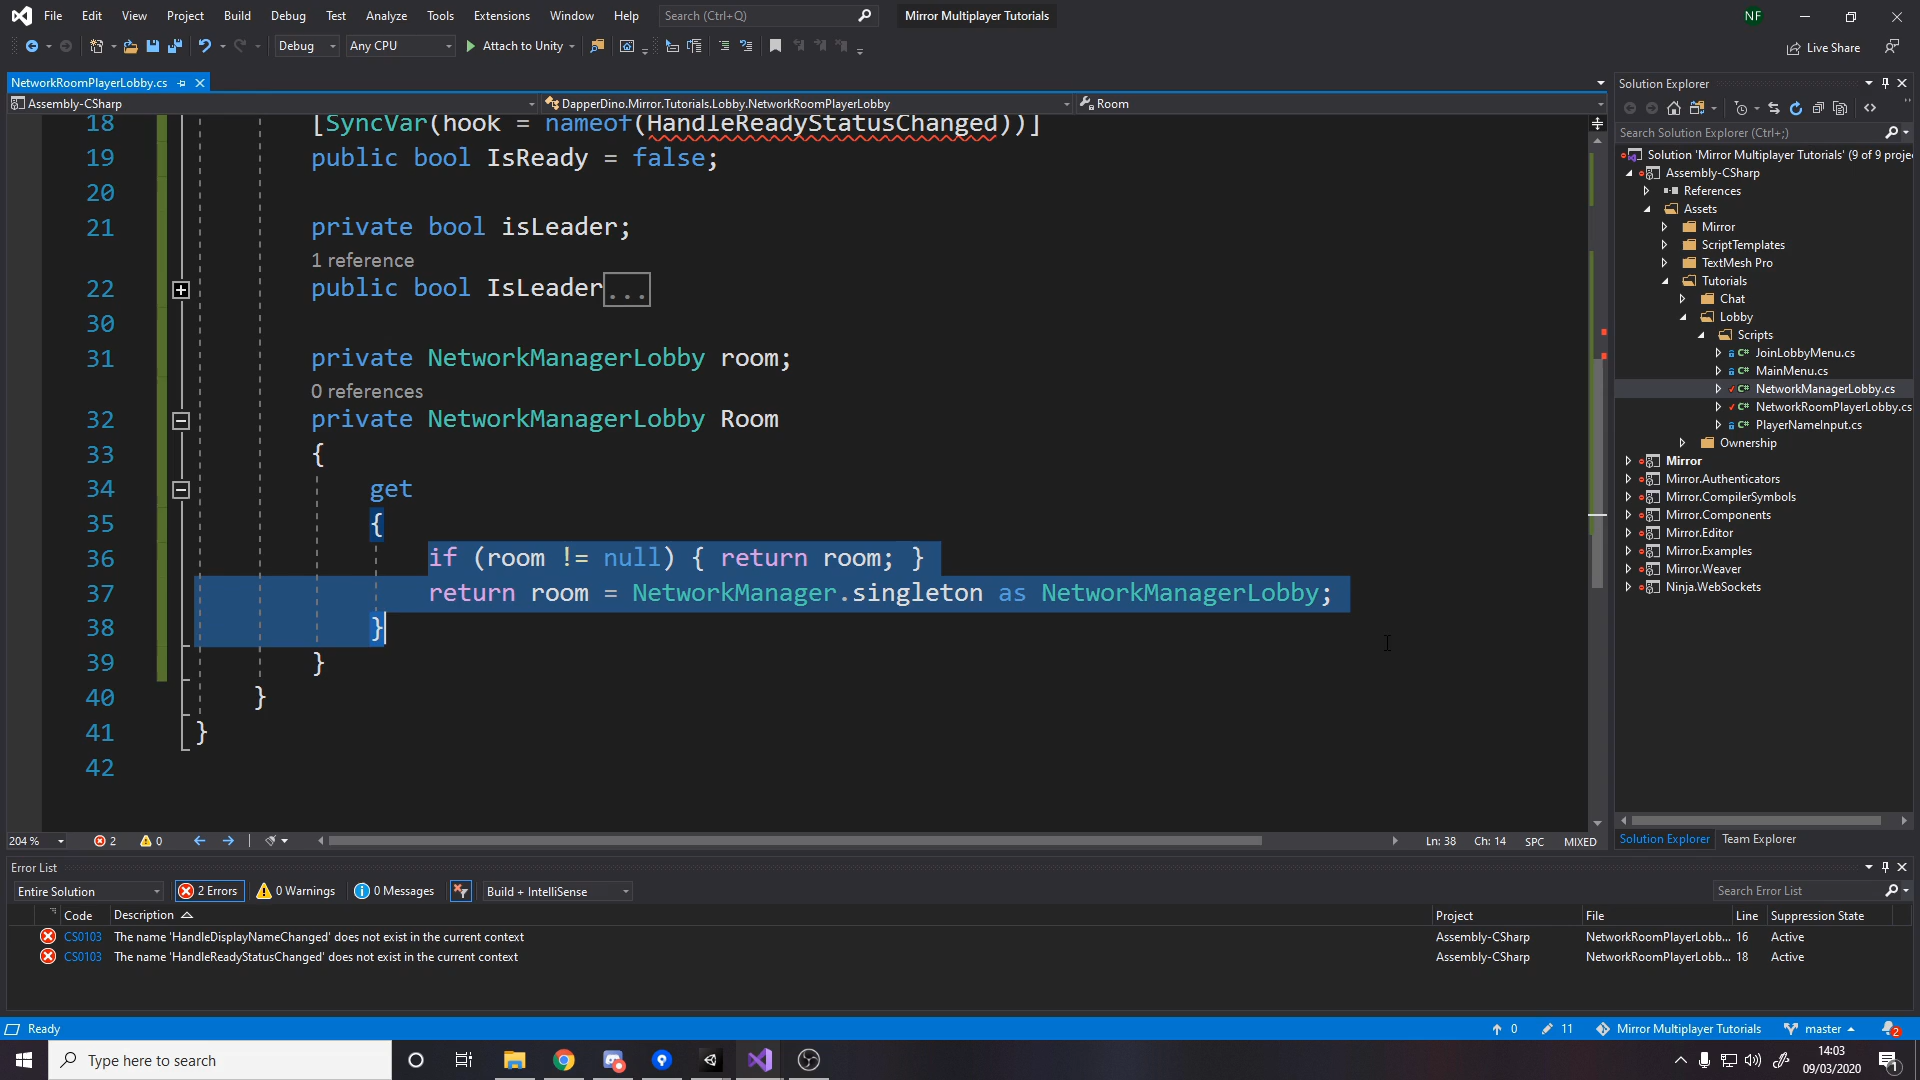 File Edit View Project Build Debug Test Analyze Tools Extensions Window Help Search (Ctrl+Q) Mirror Multiplayer Tutorials NF
Debug Any CPU Attach to Unity Live Share
NetworkRoomPlayerLobby.cs
Assembly-CSharp DapperDino.Mirror.Tutorials.Lobby.NetworkRoomPlayerLobby Room
18 [SyncVar(hook = nameof(HandleReadyStatusChanged))]
19 public bool IsReady = false;
20
21 private bool isLeader;
1 reference
22 public bool IsLeader...
30
31 private NetworkManagerLobby room;
0 references
32 private NetworkManagerLobby Room
33 {
34 get
35 {
36 if (room != null) { return room; }
37 return room = NetworkManager.singleton as NetworkManagerLobby;
38 }
39 }
40 }
41 }
42
204 % 2 0 Ln: 38 Ch: 14 SPC MIXED
Solution Explorer
Search Solution Explorer (Ctrl+;)
Solution 'Mirror Multiplayer Tutorials' (9 of 9 proje
Assembly-CSharp
References
Assets
Mirror
ScriptTemplates
TextMesh Pro
Tutorials
Chat
Lobby
Scripts
C# JoinLobbyMenu.cs
C# MainMenu.cs
C# NetworkManagerLobby.cs
C# NetworkRoomPlayerLobby.cs
C# PlayerNameInput.cs
Ownership
Mirror
Mirror.Authenticators
Mirror.CompilerSymbols
Mirror.Components
Mirror.Editor
Mirror.Examples
Mirror.Weaver
Ninja.WebSockets
Solution Explorer Team Explorer
Error List
Entire Solution 2 Errors 0 Warnings 0 Messages Build + IntelliSense Search Error List
Code Description Project File Line Suppression State
CS0103 The name 'HandleDisplayNameChanged' does not exist in the current context Assembly-CSharp NetworkRoomPlayerLobb... 16 Active
CS0103 The name 'HandleReadyStatusChanged' does not exist in the current context Assembly-CSharp NetworkRoomPlayerLobb... 18 Active
Ready 0 11 Mirror Multiplayer Tutorials master 2
Type here to search
14:03
09/03/2020
1